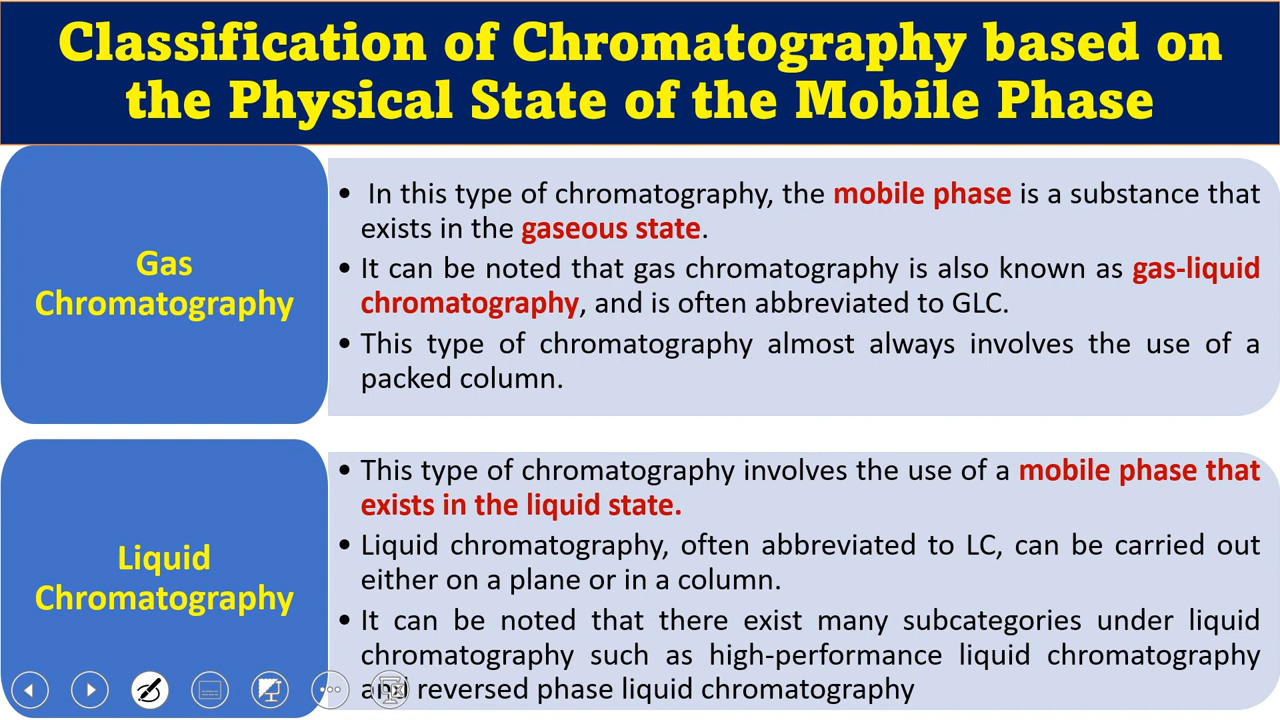 Classification of Chromatography based on
the Physical State of the Mobile Phase
Gas
Chromatography
• In this type of chromatography, the mobile phase is a substance that
exists in the gaseous state.
• It can be noted that gas chromatography is also known as gas-liquid
chromatography, and is often abbreviated to GLC.
• This type of chromatography almost always involves the use of a
packed column.
Liquid
Chromatography
• This type of chromatography involves the use of a mobile phase that
exists in the liquid state.
• Liquid chromatography, often abbreviated to LC, can be carried out
either on a plane or in a column.
• It can be noted that there exist many subcategories under liquid
chromatography such as high-performance liquid chromatography
and reversed phase liquid chromatography